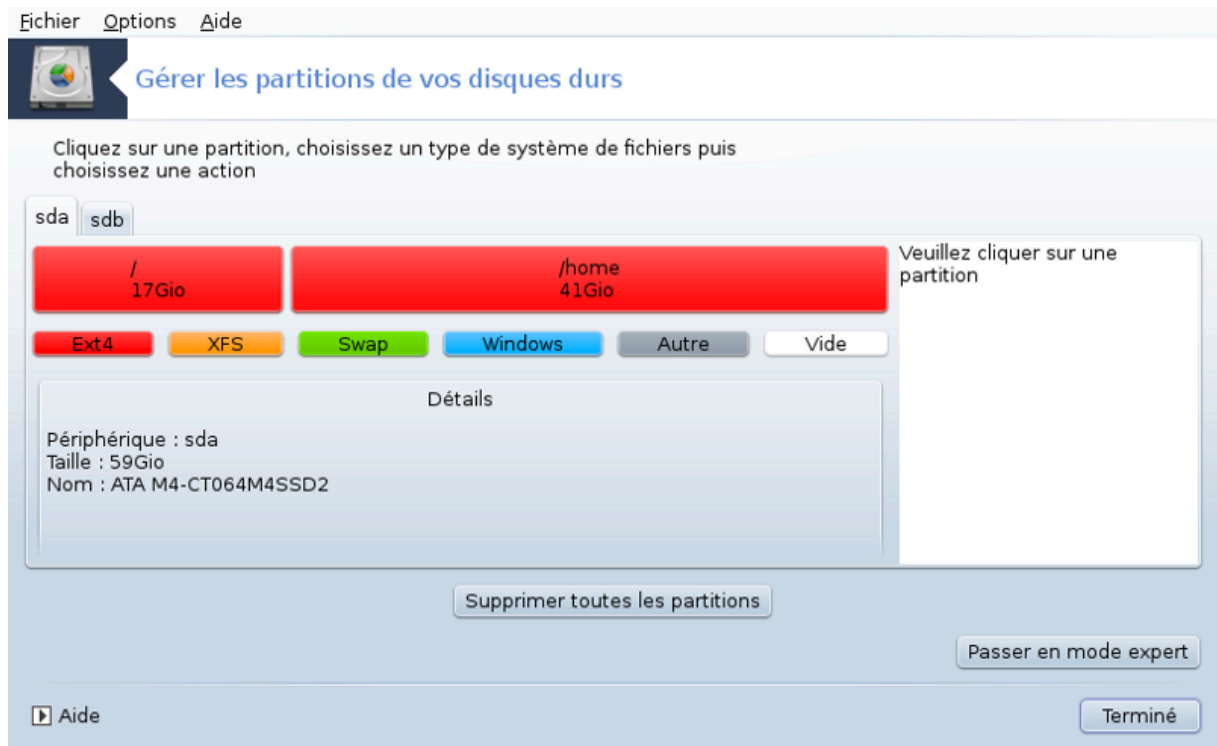 Fichier Options Aide
Gérer les partitions de vos disques durs
Cliquez sur une partition, choisissez un type de système de fichiers puis
choisissez une action
sda sdb
/
17Gio
/home
41Gio
Veuillez cliquer sur une
partition
Ext4 XFS Swap Windows Autre Vide
Détails
Périphérique : sda
Taille : 59Gio
Nom : ATA M4-CT064M4SSD2
Supprimer toutes les partitions
Passer en mode expert
Aide
Terminé